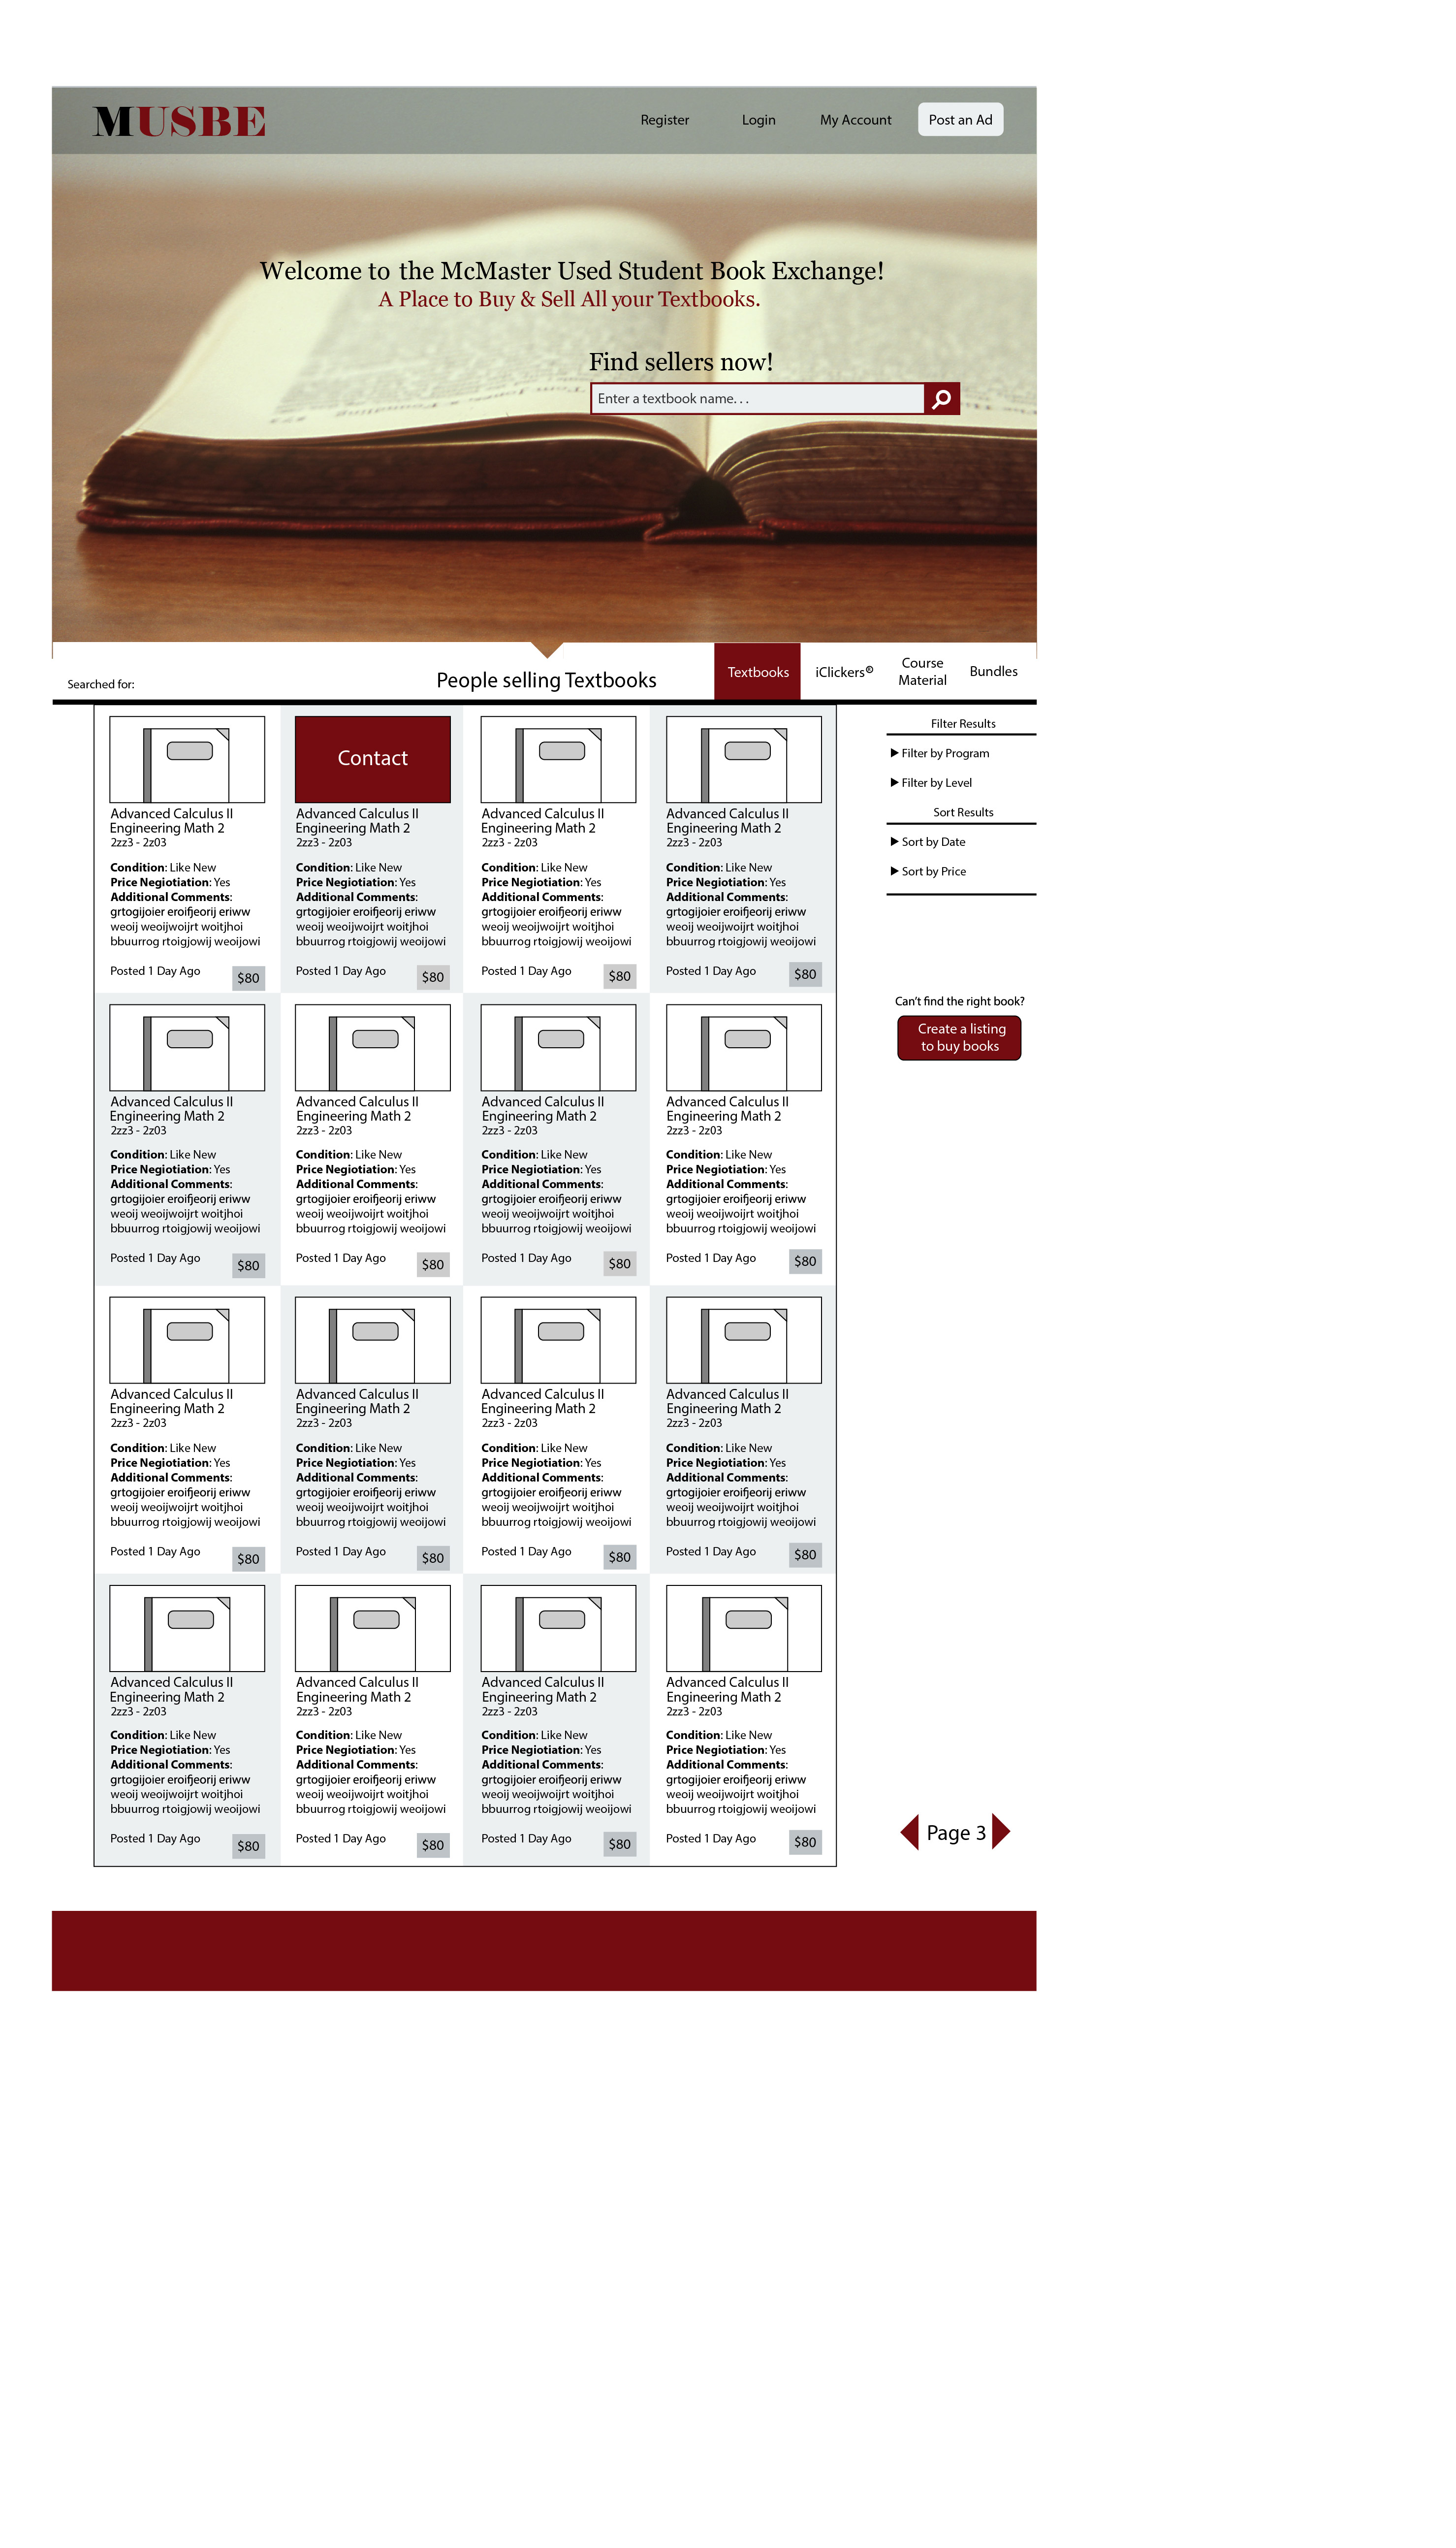 MUSBE
Register
Login
My Account
Post an Ad
Welcome to the McMaster Used Student Book Exchange!
A Place to Buy & Sell All your Textbooks.
Find sellers now!
Enter a textbook name. . .
Searched for:
People selling Textbooks
Textbooks
iClickers®
Course
Material
Bundles
Advanced Calculus II
Engineering Math 2
2zz3 - 2z03
Condition: Like New
Price Negiotiation: Yes
Additional Comments:
grtogijoier eroifjeorij eriww
weoij weoijwoijrt woitjhoi
bbuurrog rtoigjowij weoijowi
Posted 1 Day Ago
$80
Contact
Advanced Calculus II
Engineering Math 2
2zz3 - 2z03
Condition: Like New
Price Negiotiation: Yes
Additional Comments:
grtogijoier eroifjeorij eriww
weoij weoijwoijrt woitjhoi
bbuurrog rtoigjowij weoijowi
Posted 1 Day Ago
$80
Advanced Calculus II
Engineering Math 2
2zz3 - 2z03
Condition: Like New
Price Negiotiation: Yes
Additional Comments:
grtogijoier eroifjeorij eriww
weoij weoijwoijrt woitjhoi
bbuurrog rtoigjowij weoijowi
Posted 1 Day Ago
$80
Advanced Calculus II
Engineering Math 2
2zz3 - 2z03
Condition: Like New
Price Negiotiation: Yes
Additional Comments:
grtogijoier eroifjeorij eriww
weoij weoijwoijrt woitjhoi
bbuurrog rtoigjowij weoijowi
Posted 1 Day Ago
$80
Advanced Calculus II
Engineering Math 2
2zz3 - 2z03
Condition: Like New
Price Negiotiation: Yes
Additional Comments:
grtogijoier eroifjeorij eriww
weoij weoijwoijrt woitjhoi
bbuurrog rtoigjowij weoijowi
Posted 1 Day Ago
$80
Advanced Calculus II
Engineering Math 2
2zz3 - 2z03
Condition: Like New
Price Negiotiation: Yes
Additional Comments:
grtogijoier eroifjeorij eriww
weoij weoijwoijrt woitjhoi
bbuurrog rtoigjowij weoijowi
Posted 1 Day Ago
$80
Advanced Calculus II
Engineering Math 2
2zz3 - 2z03
Condition: Like New
Price Negiotiation: Yes
Additional Comments:
grtogijoier eroifjeorij eriww
weoij weoijwoijrt woitjhoi
bbuurrog rtoigjowij weoijowi
Posted 1 Day Ago
$80
Advanced Calculus II
Engineering Math 2
2zz3 - 2z03
Condition: Like New
Price Negiotiation: Yes
Additional Comments:
grtogijoier eroifjeorij eriww
weoij weoijwoijrt woitjhoi
bbuurrog rtoigjowij weoijowi
Posted 1 Day Ago
$80
Advanced Calculus II
Engineering Math 2
2zz3 - 2z03
Condition: Like New
Price Negiotiation: Yes
Additional Comments:
grtogijoier eroifjeorij eriww
weoij weoijwoijrt woitjhoi
bbuurrog rtoigjowij weoijowi
Posted 1 Day Ago
$80
Advanced Calculus II
Engineering Math 2
2zz3 - 2z03
Condition: Like New
Price Negiotiation: Yes
Additional Comments:
grtogijoier eroifjeorij eriww
weoij weoijwoijrt woitjhoi
bbuurrog rtoigjowij weoijowi
Posted 1 Day Ago
$80
Advanced Calculus II
Engineering Math 2
2zz3 - 2z03
Condition: Like New
Price Negiotiation: Yes
Additional Comments:
grtogijoier eroifjeorij eriww
weoij weoijwoijrt woitjhoi
bbuurrog rtoigjowij weoijowi
Posted 1 Day Ago
$80
Advanced Calculus II
Engineering Math 2
2zz3 - 2z03
Condition: Like New
Price Negiotiation: Yes
Additional Comments:
grtogijoier eroifjeorij eriww
weoij weoijwoijrt woitjhoi
bbuurrog rtoigjowij weoijowi
Posted 1 Day Ago
$80
Advanced Calculus II
Engineering Math 2
2zz3 - 2z03
Condition: Like New
Price Negiotiation: Yes
Additional Comments:
grtogijoier eroifjeorij eriww
weoij weoijwoijrt woitjhoi
bbuurrog rtoigjowij weoijowi
Posted 1 Day Ago
$80
Advanced Calculus II
Engineering Math 2
2zz3 - 2z03
Condition: Like New
Price Negiotiation: Yes
Additional Comments:
grtogijoier eroifjeorij eriww
weoij weoijwoijrt woitjhoi
bbuurrog rtoigjowij weoijowi
Posted 1 Day Ago
$80
Advanced Calculus II
Engineering Math 2
2zz3 - 2z03
Condition: Like New
Price Negiotiation: Yes
Additional Comments:
grtogijoier eroifjeorij eriww
weoij weoijwoijrt woitjhoi
bbuurrog rtoigjowij weoijowi
Posted 1 Day Ago
$80
Advanced Calculus II
Engineering Math 2
2zz3 - 2z03
Condition: Like New
Price Negiotiation: Yes
Additional Comments:
grtogijoier eroifjeorij eriww
weoij weoijwoijrt woitjhoi
bbuurrog rtoigjowij weoijowi
Posted 1 Day Ago
$80
Filter Results
Filter by Program
Filter by Level
Sort Results
Sort by Date
Sort by Price
Can't find the right book?
Create a listing
to buy books
Page 3